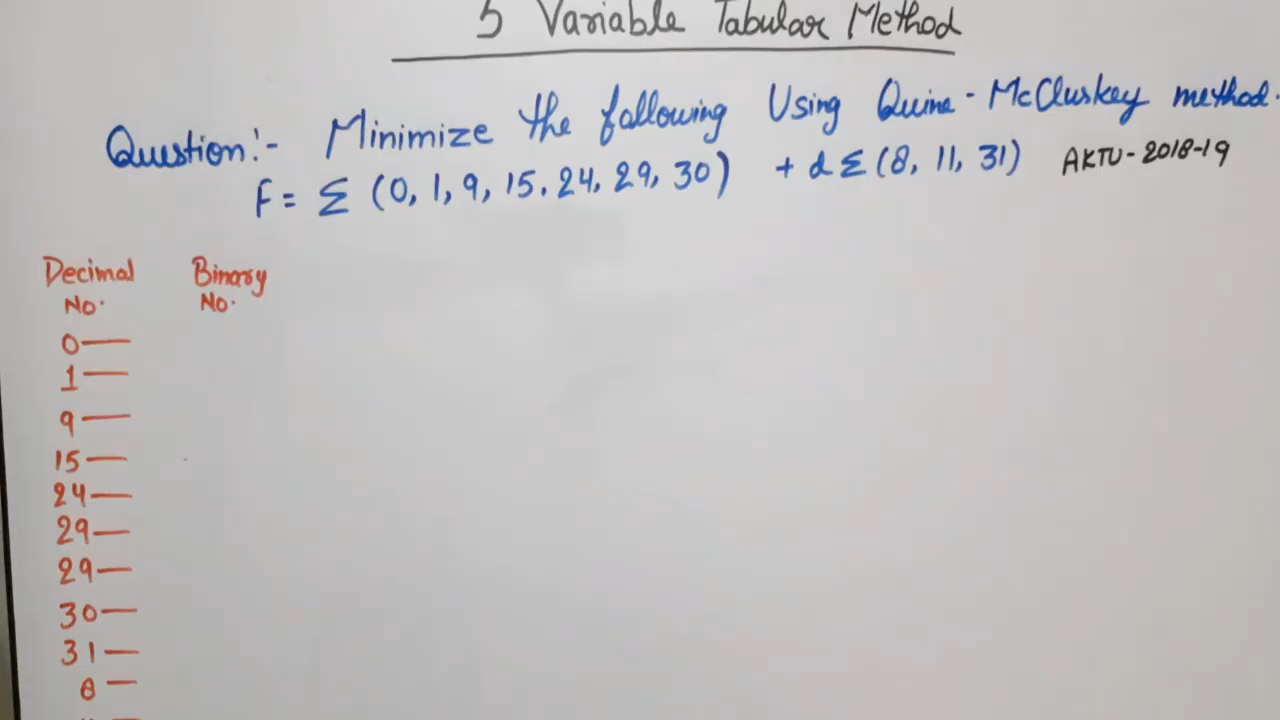 5 Variable Tabular Method
Question:- Minimize the following Using Quine-McCluskey method.
F = Σ (0, 1, 9, 15. 24, 29, 30) + d Σ (8, 11, 31) AKTU-2018-19
Decimal No. Binary No.
0—
1—
9—
15—
24—
29—
29—
30—
31—
8—